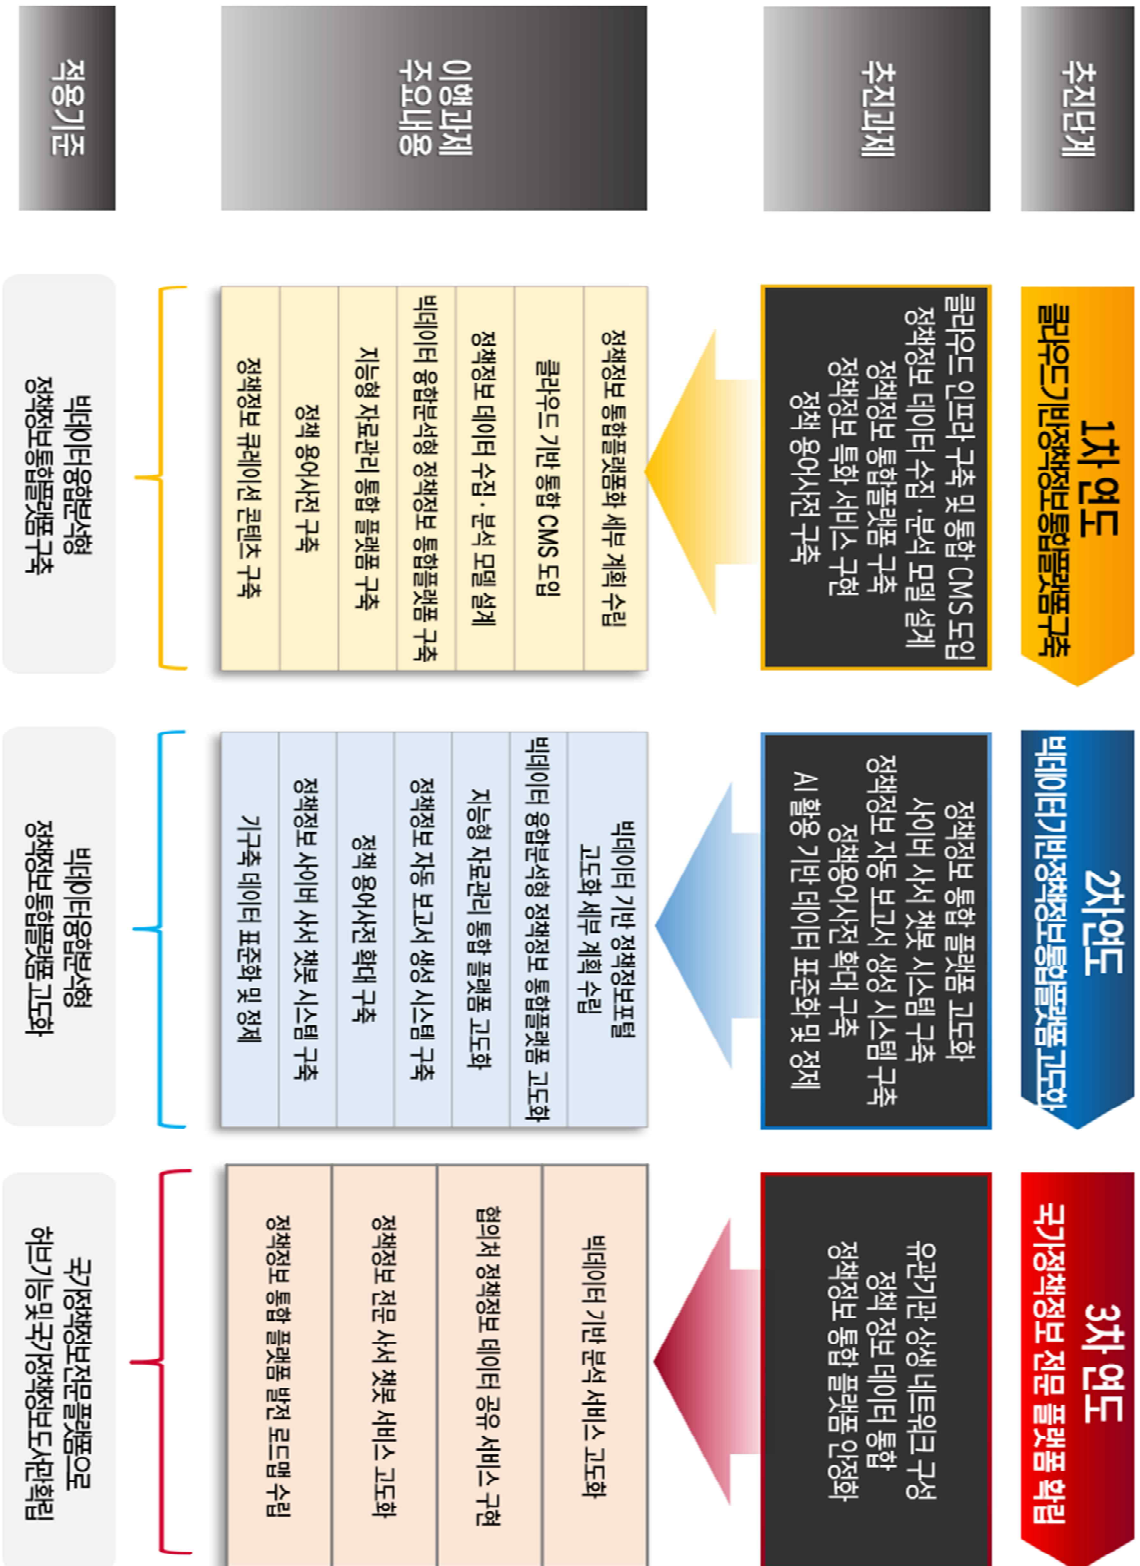 추진단계
1차 연도
클라우드기반정책정보통합플랫폼구축
2차연도
빅데이터기반정책정보통합플랫폼고도화
3차 연도
국가정책정보 전문 플랫폼 확립
추진과제
클라우드 인프라 구축 및 통합 CMS 도입
정책정보 데이터 수집·분석 모델 설계
정책정보 통합플랫폼 구축
정책정보 특화 서비스 구현
정책 용어사전 구축
정책정보 통합 플랫폼 고도화
사이버 사서 챗봇 시스템 구축
정책정보 자동 보고서 생성 시스템 구축
정책용어사전 확대 구축
AI 활용 기반 데이터 표준화 및 정제
유관기관 상생 네트워크 구성
정책 정보 데이터 통합
정책정보 통합 플랫폼 안정화
이행과제
주요내용
정책정보 통합플랫폼화 세부 계획 수립
클라우드 기반 통합 CMS 도입
정책정보 데이터 수집·분석 모델 설계
빅데이터 융합분석형 정책정보 통합플랫폼 구축
지능형 자료관리 통합 플랫폼 구축
정책 용어사전 구축
정책정보 큐레이션 콘텐츠 구축
빅데이터 기반 정책정보포털
고도화 세부 계획 수립
빅데이터 융합분석형 정책정보 통합플랫폼 고도화
지능형 자료관리 통합 플랫폼 고도화
정책정보 자동 보고서 생성 시스템 구축
정책 용어사전 확대 구축
정책정보 사이버 사서 챗봇 시스템 구축
기구축 데이터 표준화 및 정제
빅데이터 기반 분석 서비스 고도화
협의처 정책정보 데이터 공유 서비스 구현
정책정보 전문 사서 챗봇 서비스 고도화
정책정보 통합 플랫폼 발전 로드맵 수립
적용기준
빅데이터융합분석형
정책정보통합플랫폼구축
빅데이터융합분석형
정책정보통합플랫폼 고도화
국가정책정보전문플랫폼으로
허브기능및국가정책정보도서관확립